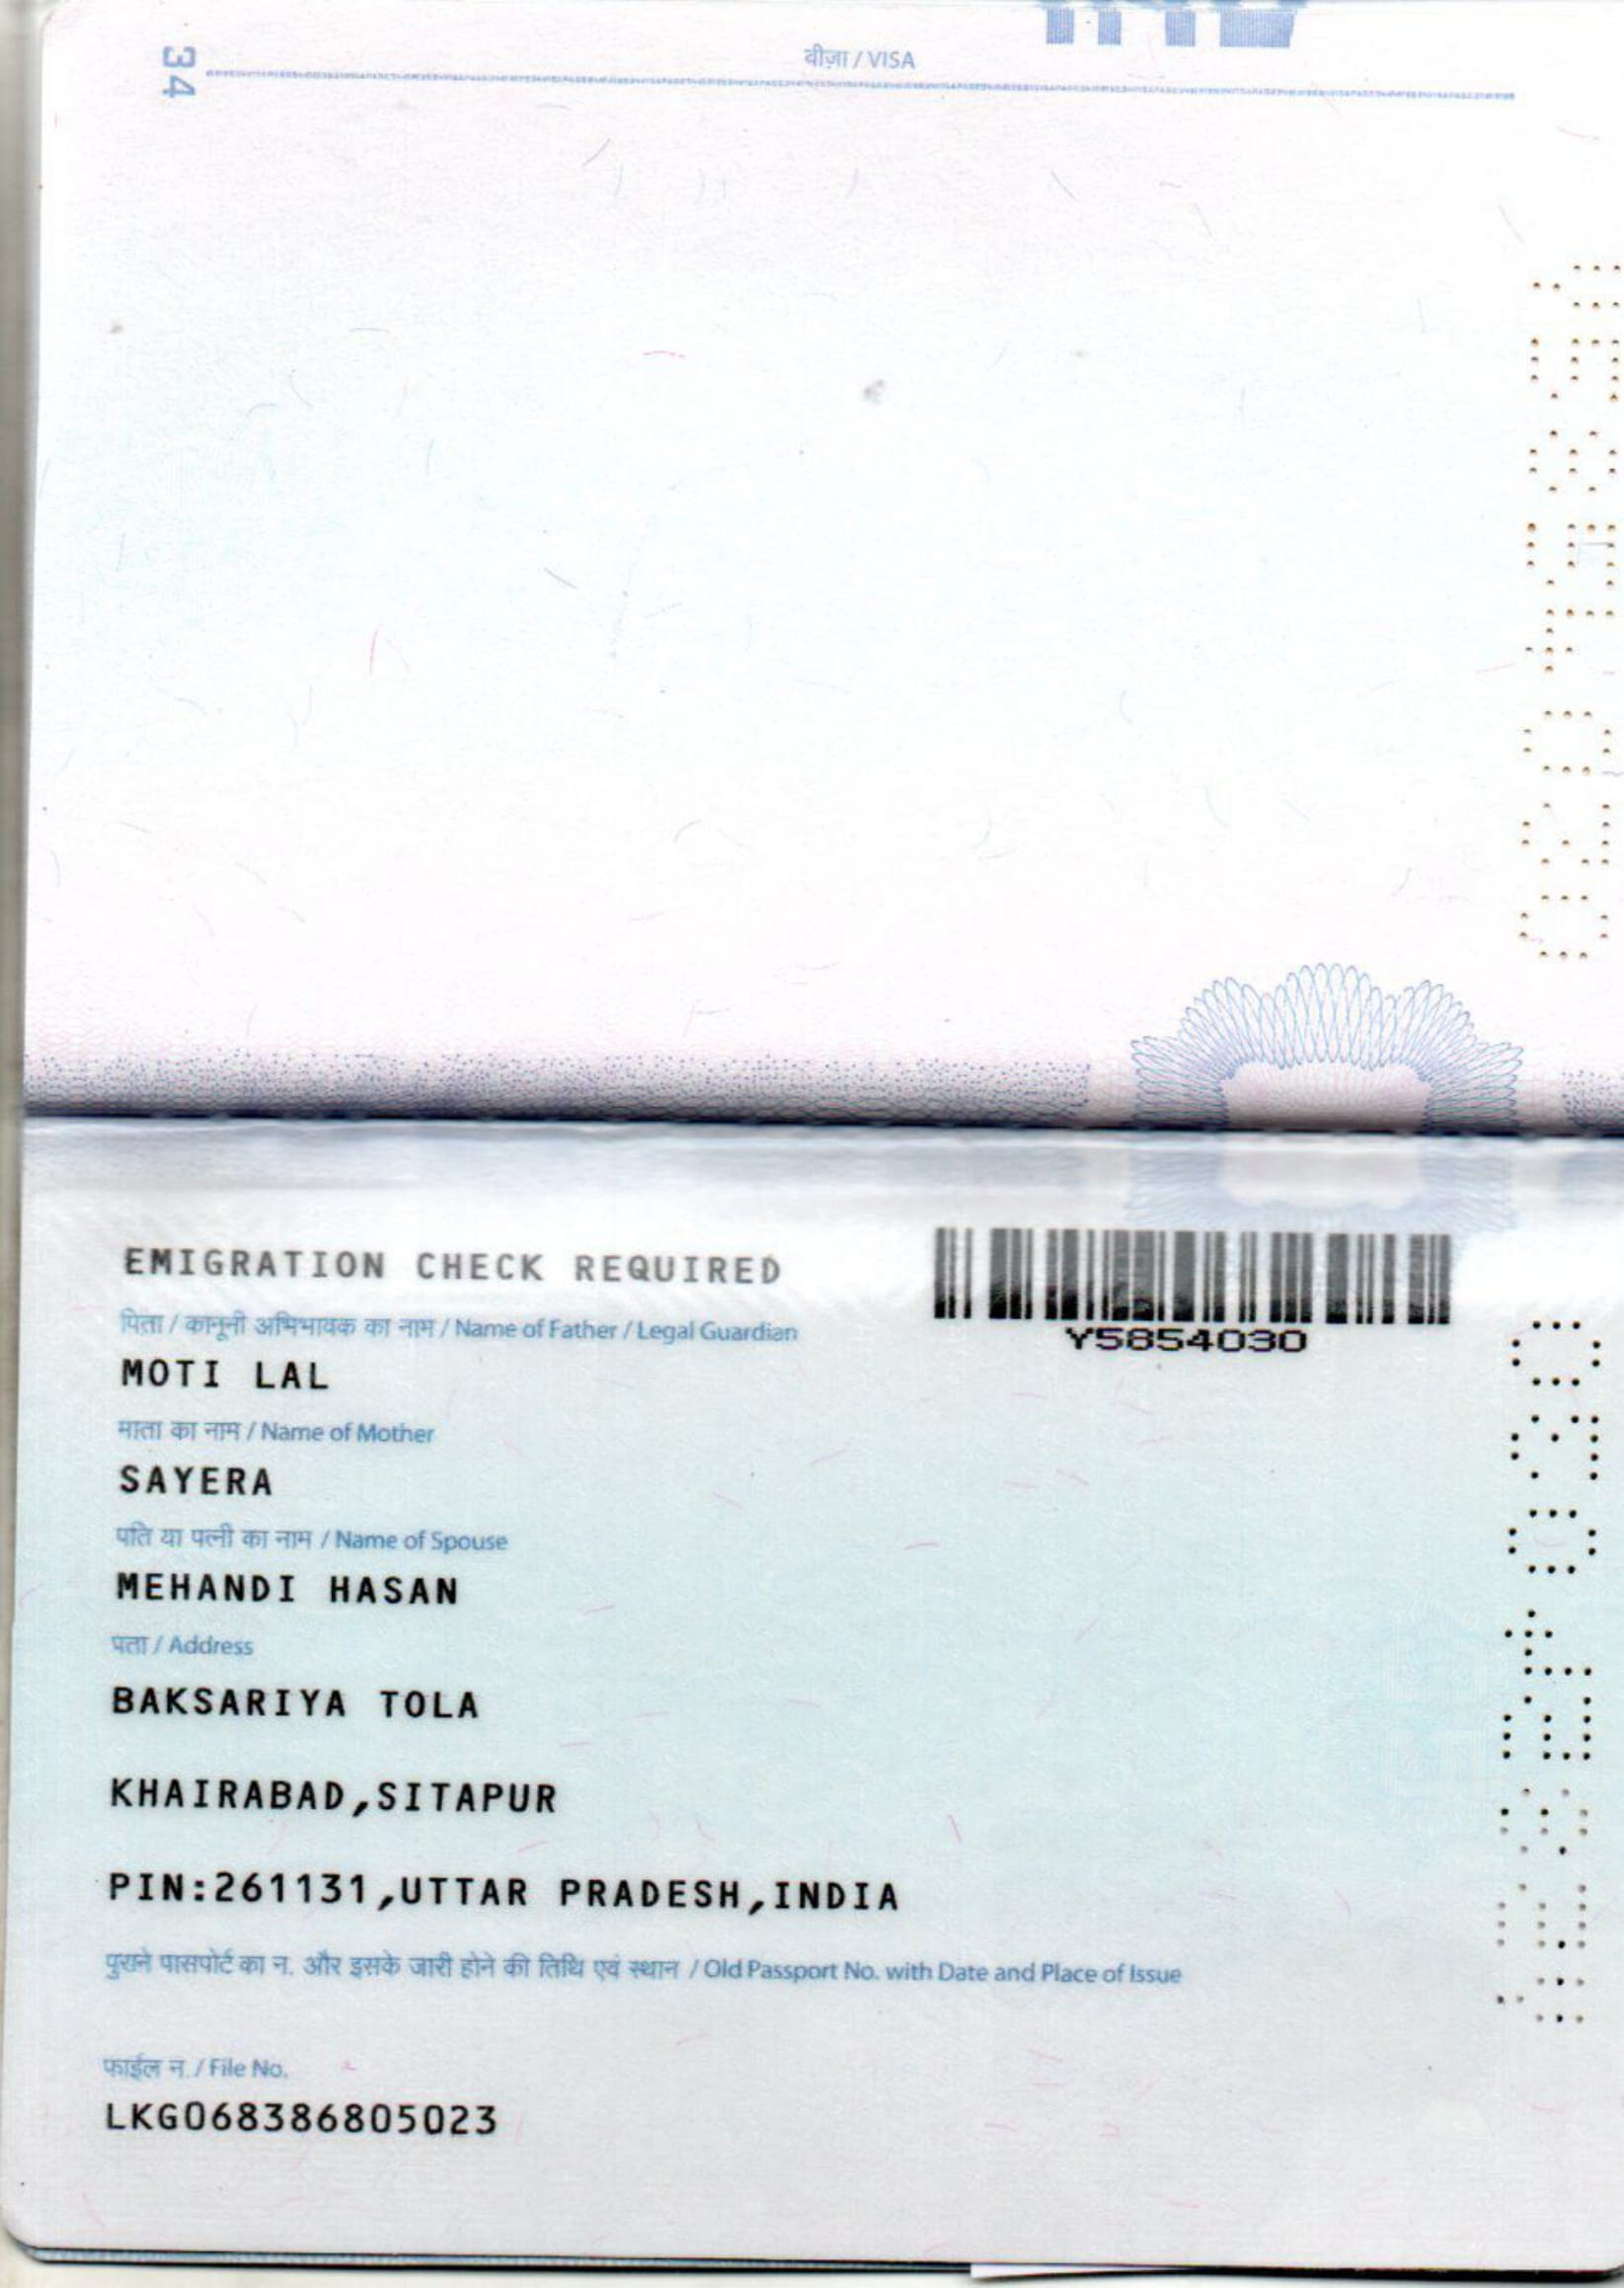 34
वीज़ा / VISA
EMIGRATION CHECK REQUIRED
Y5854030
पिता / कानूनी अभिभावक का नाम / Name of Father / Legal Guardian
MOTI LAL
माता का नाम / Name of Mother
SAYERA
पति या पत्नी का नाम / Name of Spouse
MEHANDI HASAN
पता / Address
BAKSARIYA TOLA
KHAIRABAD,SITAPUR
PIN:261131,UTTAR PRADESH,INDIA
पुराने पासपोर्ट का न. और इसके जारी होने की तिथि एवं स्थान / Old Passport No. with Date and Place of Issue
फाईल न. / File No.
LKG068386805023